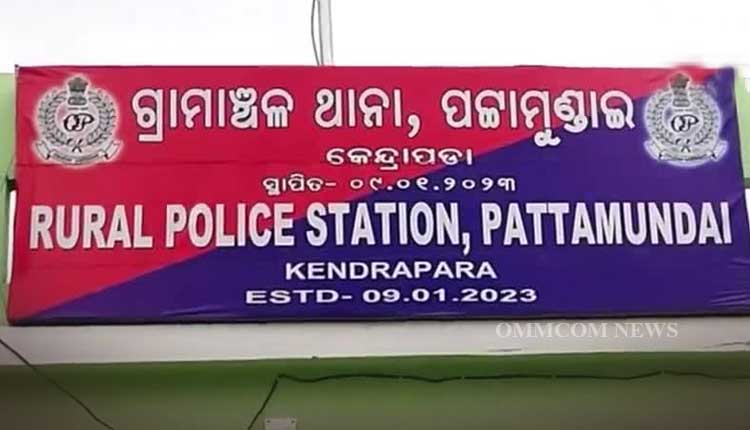 ଗ୍ରାମାଞ୍ଚଳ ଥାନା, ପଟ୍ଟାମୁଣ୍ଡାଇ
କେନ୍ଦ୍ରାପଡା
ସ୍ଥାପିତ- ୦୯.୦୧.୨୦୨୩
RURAL POLICE STATION, PATTAMUNDAI
KENDRAPARA
ESTD- 09.01.2023
OMMCOM NEWS